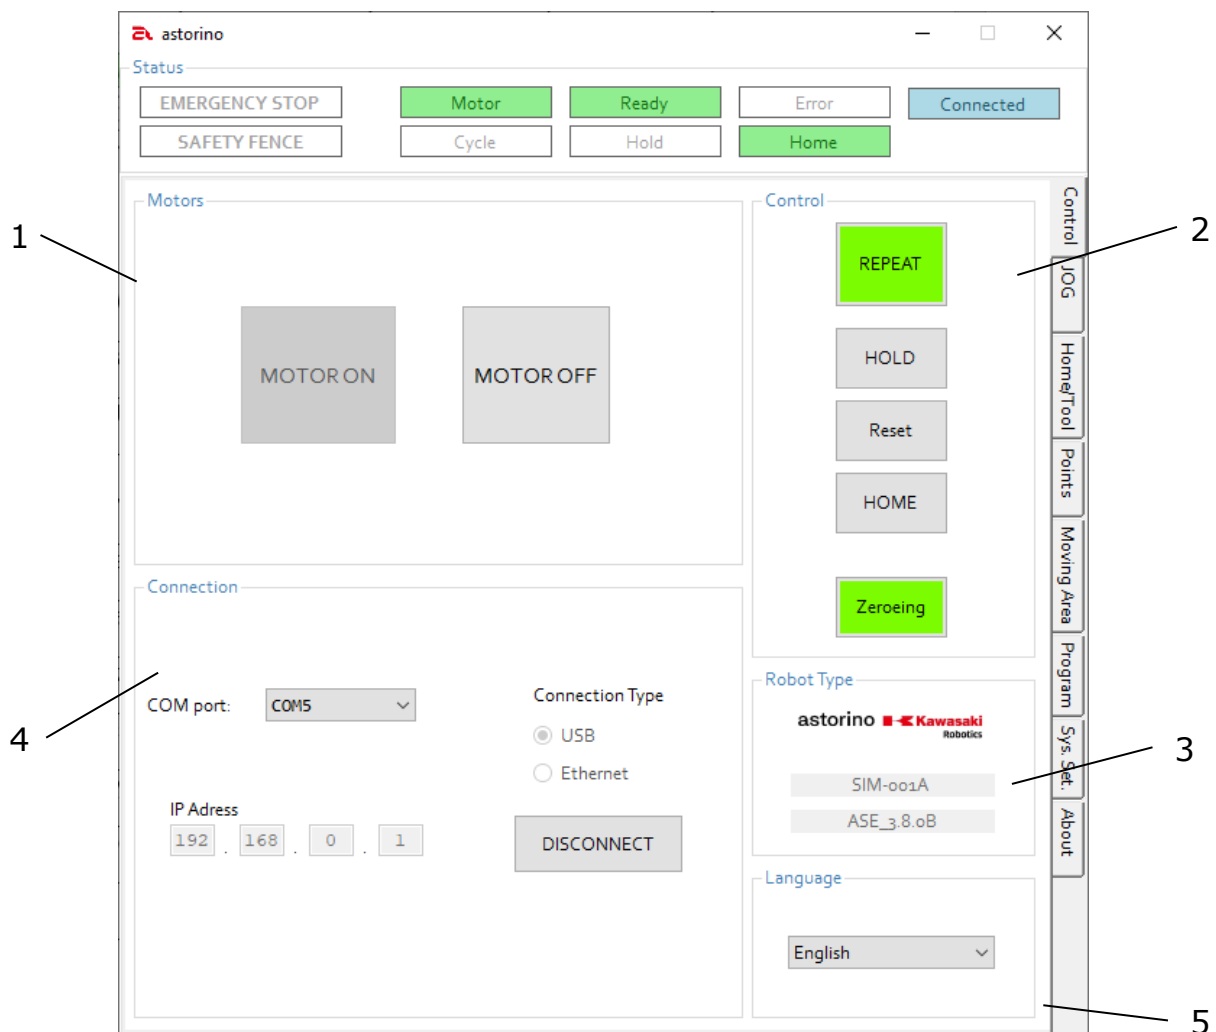 astorino
Status
EMERGENCY STOP
Motor
Ready
Error
Connected
SAFETY FENCE
Cycle
Hold
Home
Motors
MOTOR ON
MOTOR OFF
Control
REPEAT
HOLD
Reset
HOME
Zeroeing
Connection
COM port:
COM5
Connection Type
USB
Ethernet
IP Adress
192 . 168 . 0 . 1
DISCONNECT
Robot Type
astorino Kawasaki
Robotics
SIM-001A
ASE_3.8.0B
Language
English
Control
JOG
Home/Tool
Points
Moving Area
Program
Sys. Set.
About
1
2
3
4
5